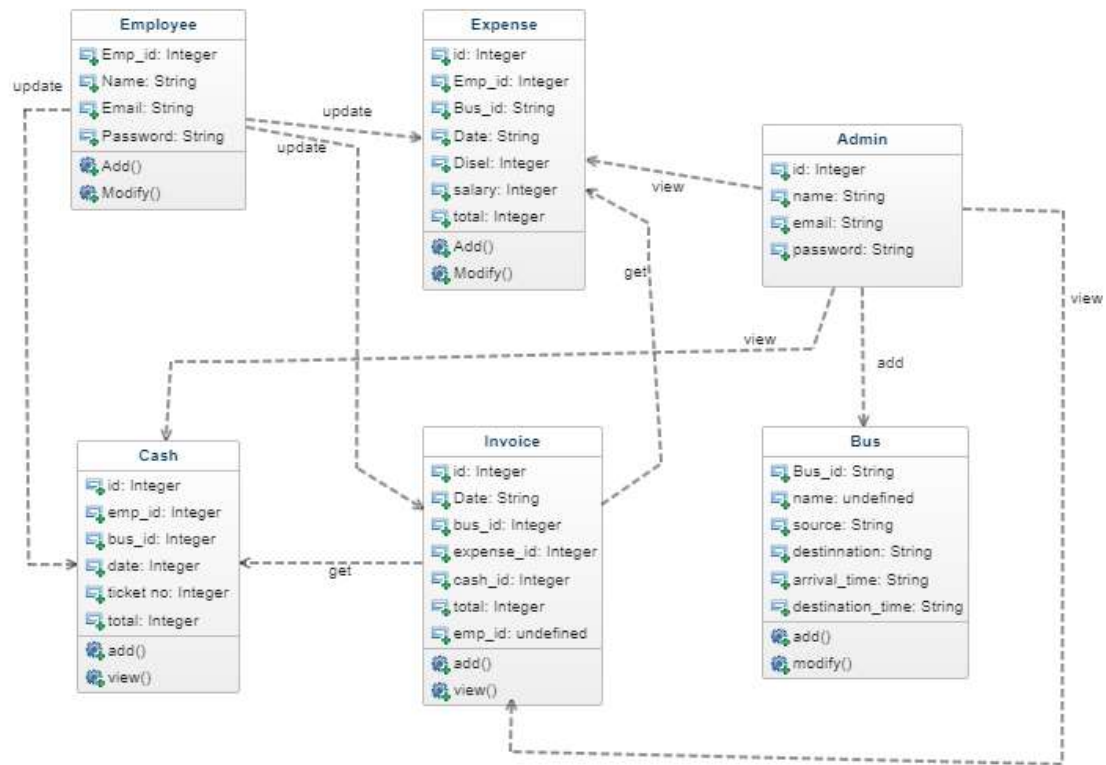 Employee
Emp_id: Integer
Name: String
Email: String
Password: String
Add()
Modify()
update
update
update
Expense
id: Integer
Emp_id: Integer
Bus_id: String
Date: String
Disel: Integer
salary: Integer
total: Integer
Add()
Modify()
Admin
id: Integer
name: String
email: String
password: String
view
get
view
view
add
Cash
id: Integer
emp_id: Integer
bus_id: Integer
date: Integer
ticket no: Integer
total: Integer
add()
view()
get
Invoice
id: Integer
Date: String
bus_id: Integer
expense_id: Integer
cash_id: Integer
total: Integer
emp_id: undefined
add()
view()
Bus
Bus_id: String
name: undefined
source: String
destinnation: String
arrival_time: String
destination_time: String
add()
modify()